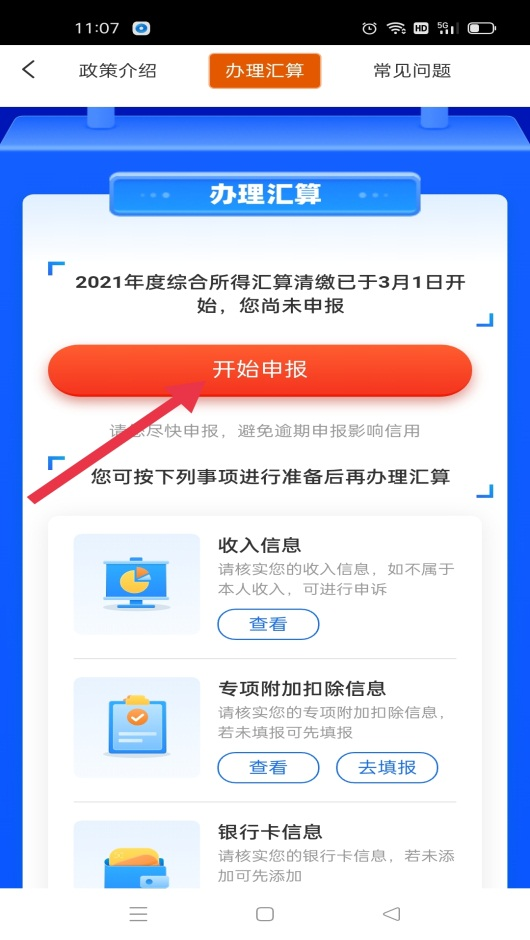 11:07
HD 5G
政策介绍
办理汇算
常见问题
办理汇算
2021年度综合所得汇算清缴已于3月1日开
始，您尚未申报
开始申报
请您尽快申报，避免逾期申报影响信用
您可按下列事项进行准备后再办理汇算
收入信息
请核实您的收入信息，如不属于
本人收入，可进行申诉
查看
专项附加扣除信息
请核实您的专项附加扣除信息，
若未填报可先填报
查看
去填报
银行卡信息
请核实您的银行卡信息，若未添
加可先添加